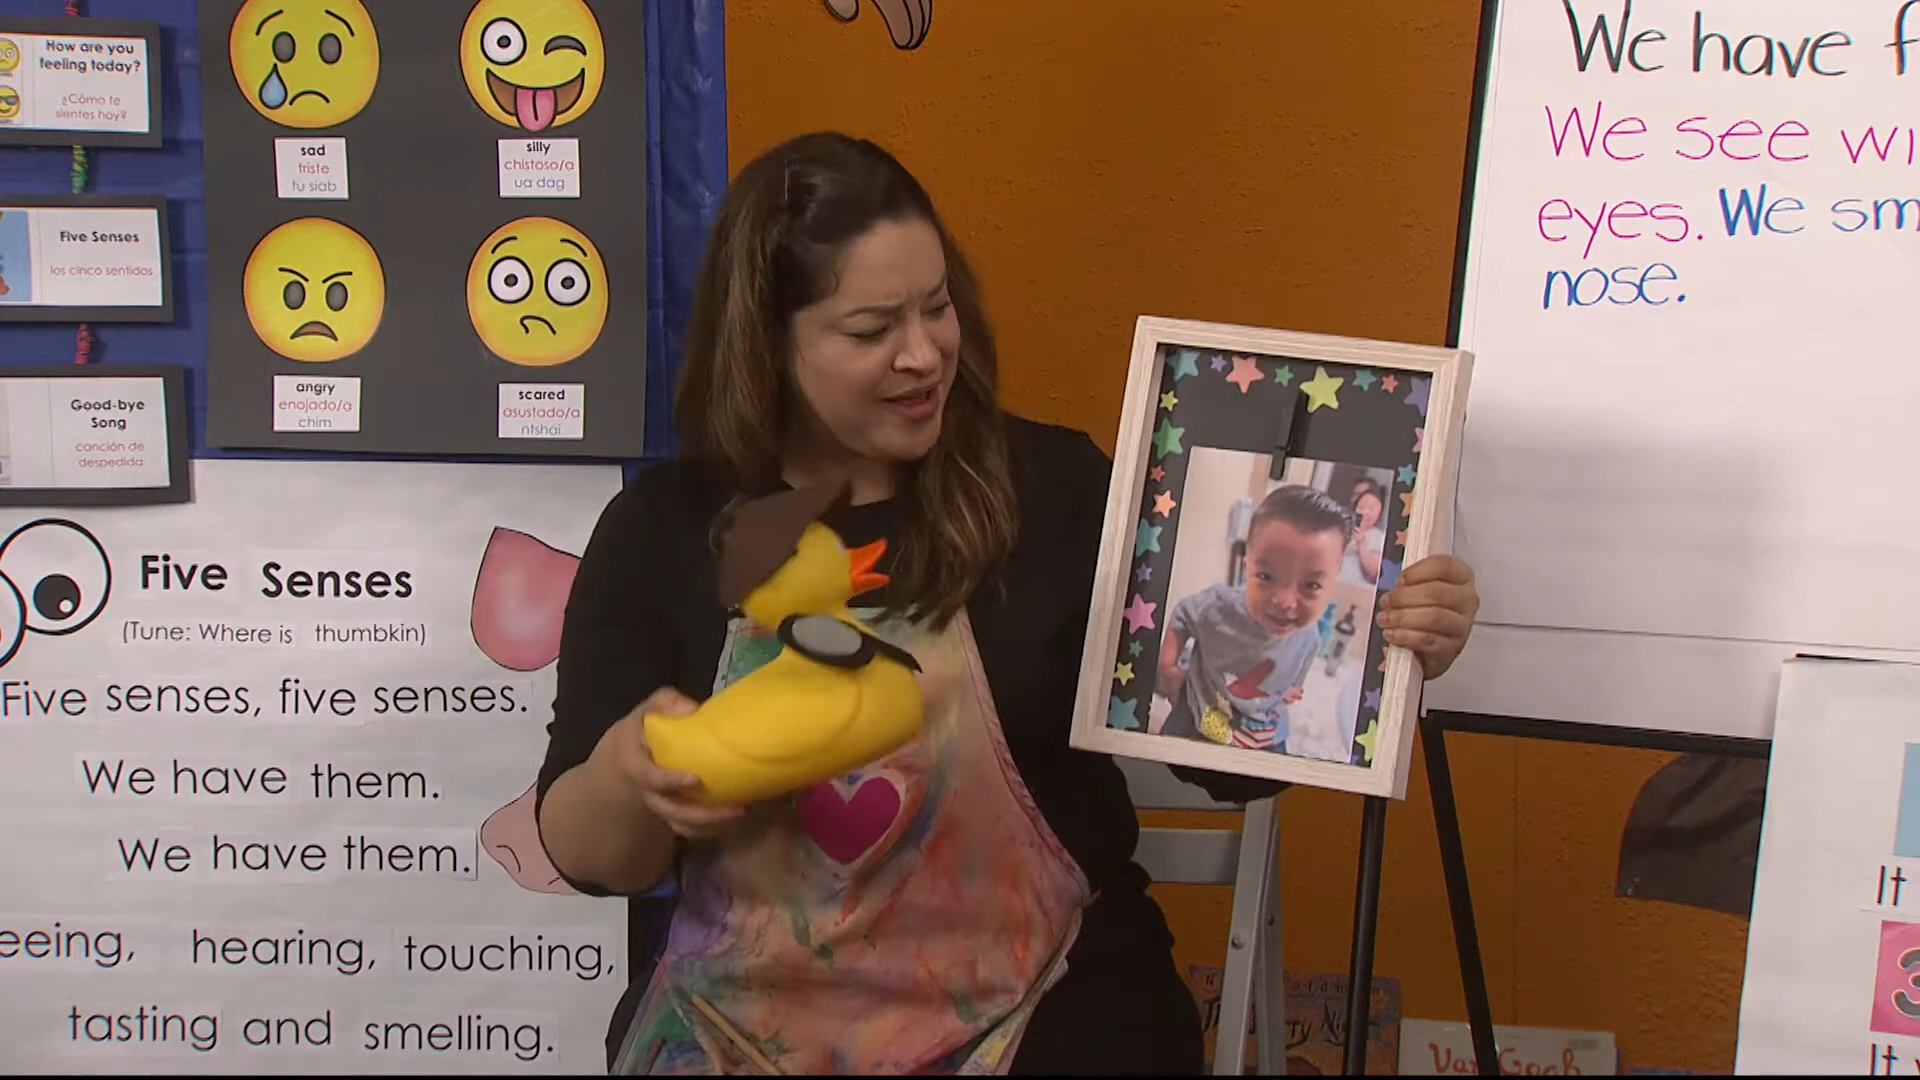 How are you
feeling today?
¿Cómo te
sientes hoy?
Five Senses
los cinco sentidos
Good-bye
Song
canción de
despedida
sad
triste
tu siab
silly
chistoso/a
ua dag
angry
enojado/a
chim
scared
asustado/a
ntshai
Five Senses
(Tune: Where is thumbkin)
Five senses, five senses.
We have them.
We have them.
eeing, hearing, touching,
tasting and smelling.
We have f
We see wi
eyes. We sm
nose.
It
3
It
Van Gogh